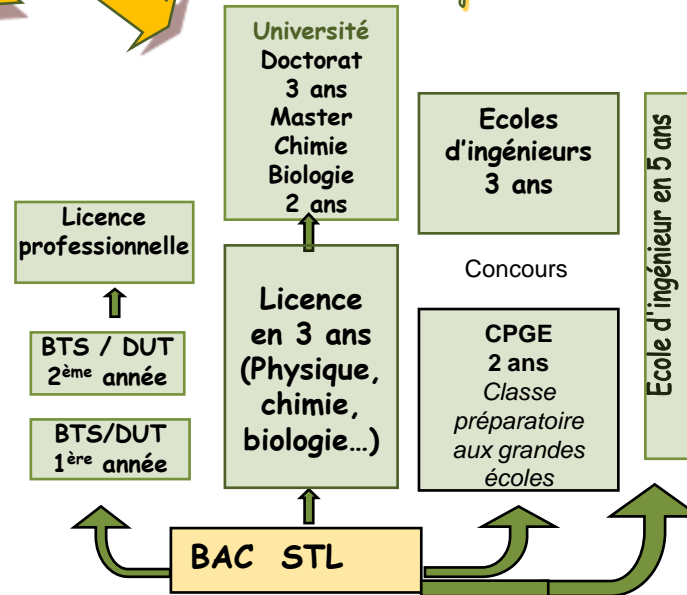 Université
Doctorat
3 ans
Master
Chimie
Biologie
2 ans
Ecoles
d'ingénieurs
3 ans
Ecole d'ingénieur en 5 ans
Licence
professionnelle
Concours
Licence
en 3 ans
(Physique,
chimie,
biologie…)
CPGE
2 ans
Classe
préparatoire
aux grandes
écoles
BTS / DUT
2ème année
BTS/DUT
1ère année
BAC STL